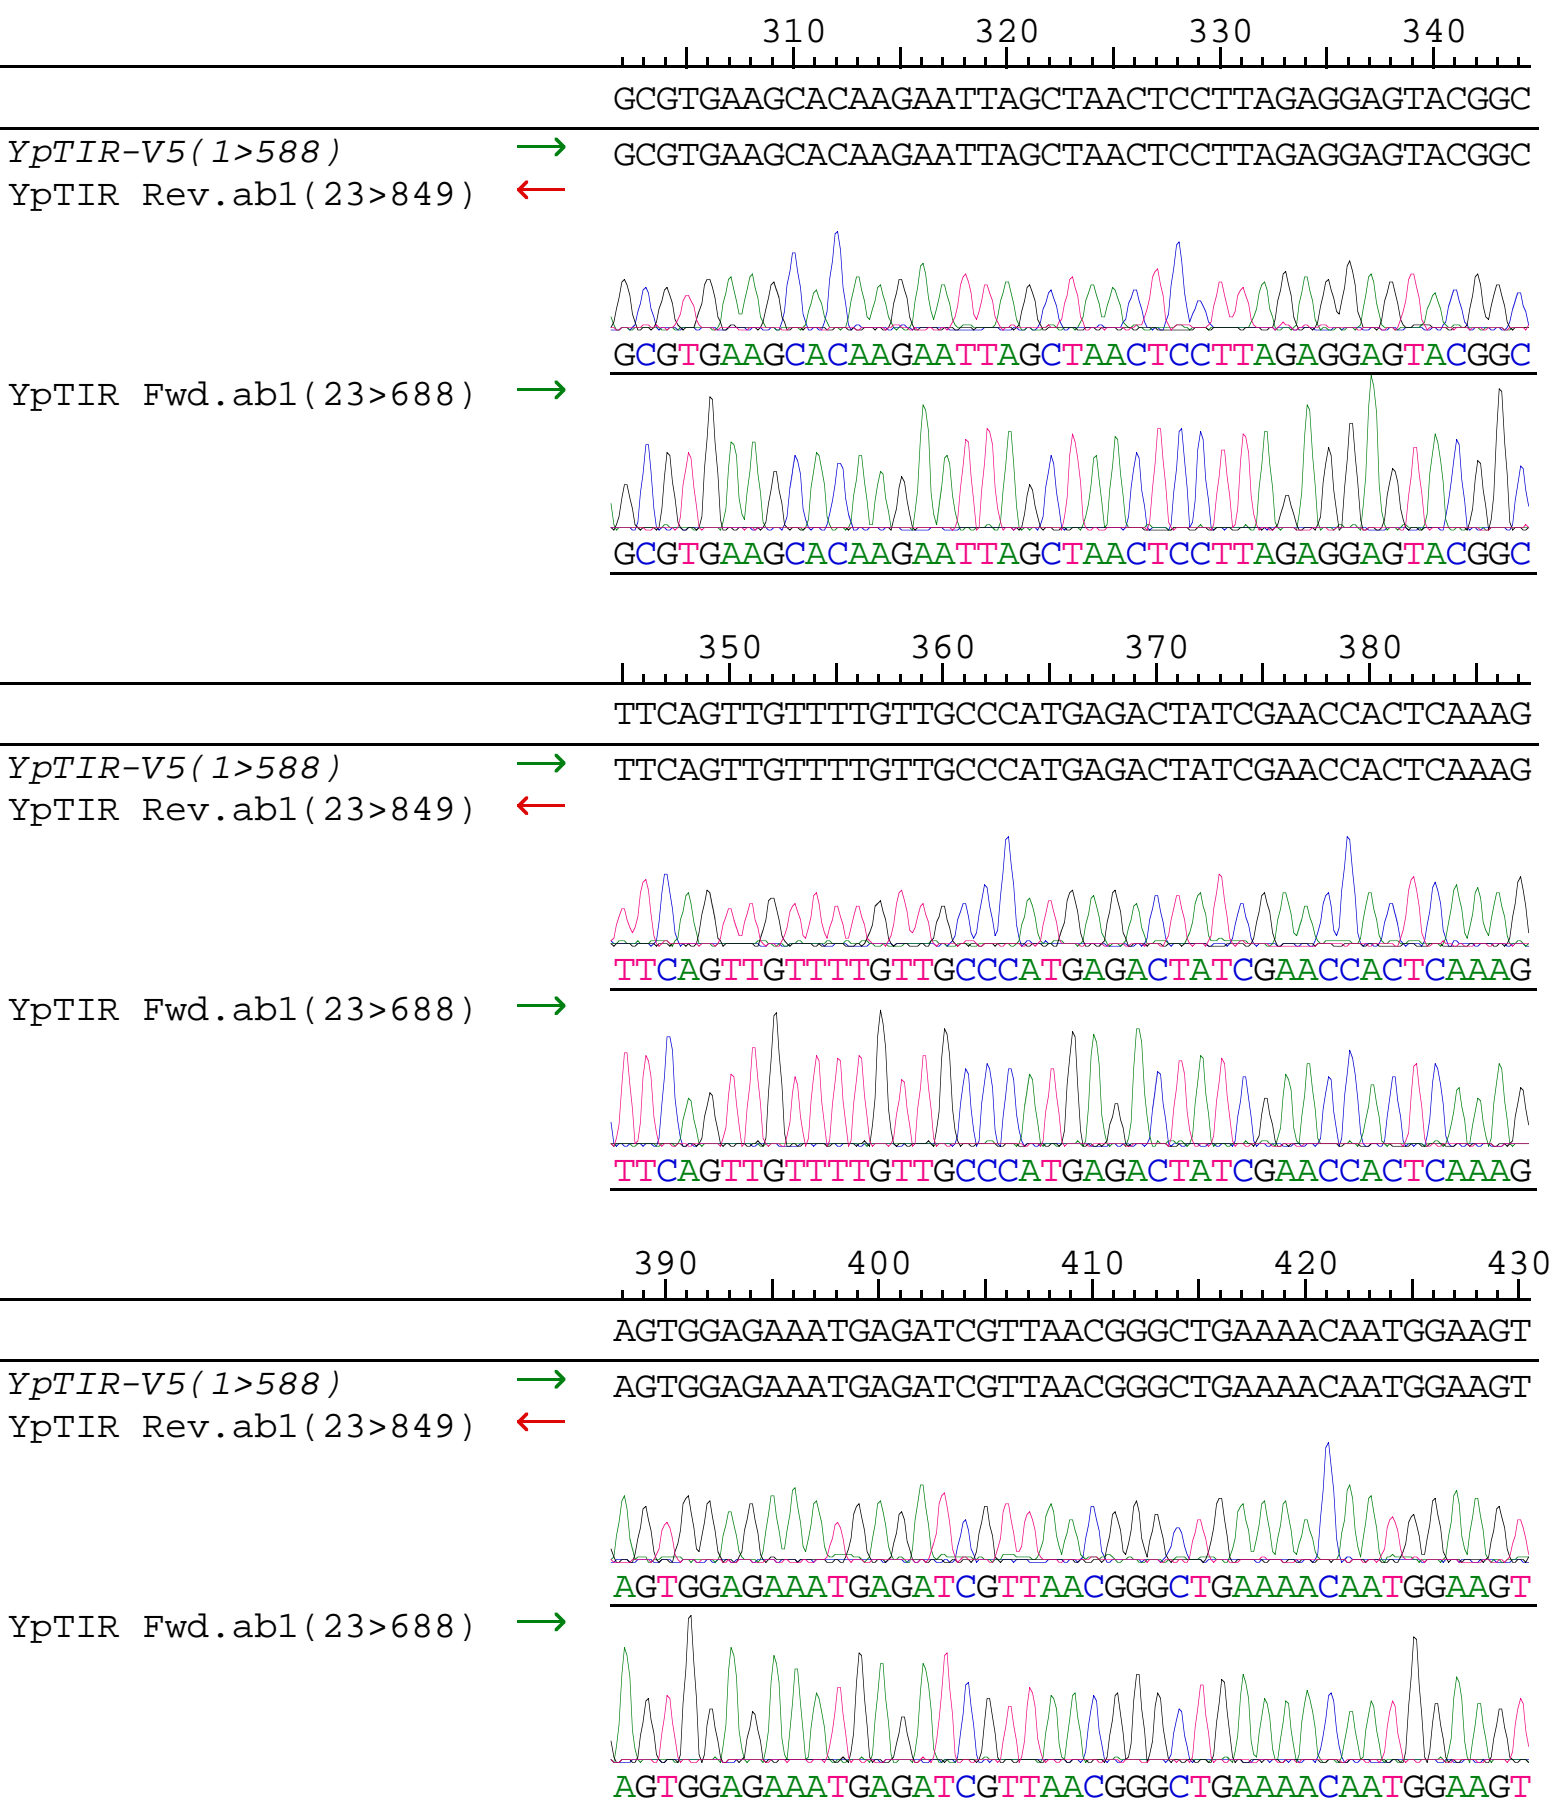 310 320 330 340
GCGTGAAGCACAAGAATTAGCTAACTCCTTAGAGGAGTACGGC
YpTIR-V5(1>588) → GCGTGAAGCACAAGAATTAGCTAACTCCTTAGAGGAGTACGGC
YpTIR Rev.ab1(23>849) ←
GCGTGAAGCACAAGAATTAGCTAACTCCTTAGAGGAGTACGGC
YpTIR Fwd.ab1(23>688) →
GCGTGAAGCACAAGAATTAGCTAACTCCTTAGAGGAGTACGGC
350 360 370 380
TTCAGTTGTTTTGTTGCCCATGAGACTATCGAACCACTCAAAG
YpTIR-V5(1>588) → TTCAGTTGTTTTGTTGCCCATGAGACTATCGAACCACTCAAAG
YpTIR Rev.ab1(23>849) ←
TTCAGTTGTTTTGTTGCCCATGAGACTATCGAACCACTCAAAG
YpTIR Fwd.ab1(23>688) →
TTCAGTTGTTTTGTTGCCCATGAGACTATCGAACCACTCAAAG
390 400 410 420 430
AGTGGAGAAATGAGATCGTTAACGGGCTGAAAACAATGGAAGT
YpTIR-V5(1>588) → AGTGGAGAAATGAGATCGTTAACGGGCTGAAAACAATGGAAGT
YpTIR Rev.ab1(23>849) ←
AGTGGAGAAATGAGATCGTTAACGGGCTGAAAACAATGGAAGT
YpTIR Fwd.ab1(23>688) →
AGTGGAGAAATGAGATCGTTAACGGGCTGAAAACAATGGAAGT